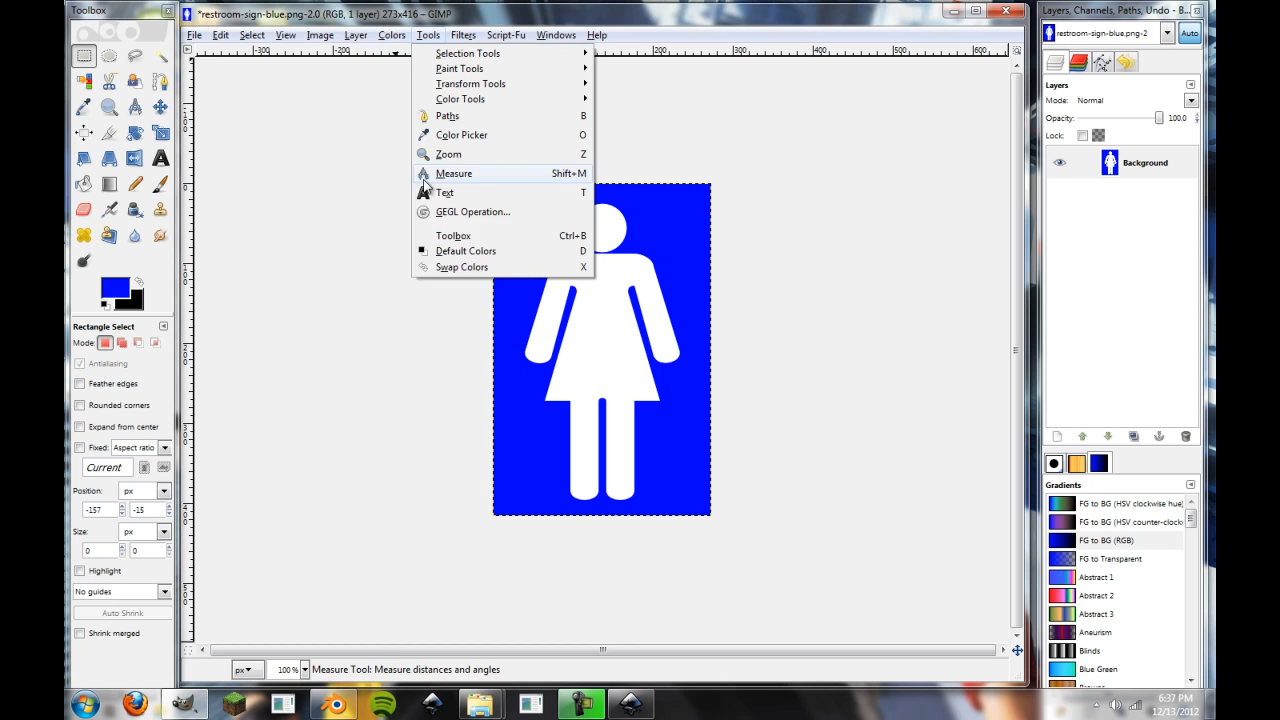 Toolbox
*restroom-sign-blue.png-2.0 (RGB, 1 layer) 273x416 – GIMP
File Edit Select View Image Layer Colors Tools Filters Script-Fu Windows Help
Selection Tools
Paint Tools
Transform Tools
Color Tools
Paths B
Color Picker O
Zoom Z
Measure Shift+M
Text T
GEGL Operation...
Toolbox Ctrl+B
Default Colors D
Swap Colors X
Rectangle Select
Mode:
Antialiasing
Feather edges
Rounded corners
Expand from center
Fixed: Aspect ratio
Current
Position: px
-157 -15
Size: px
0 0
Highlight
No guides
Auto Shrink
Shrink merged
px 100% Measure Tool: Measure distances and angles
Layers, Channels, Paths, Undo - B...
restroom-sign-blue.png-2
Auto
Layers
Mode: Normal
Opacity: 100.0
Lock:
Background
Gradients
FG to BG (HSV clockwise hue)
FG to BG (HSV counter-clock
FG to BG (RGB)
FG to Transparent
Abstract 1
Abstract 2
Abstract 3
Aneurism
Blinds
Blue Green
6:37 PM
12/13/2012